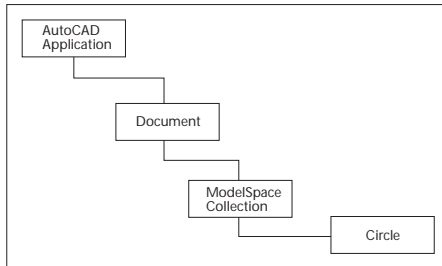 AutoCAD
Application
Document
ModelSpace
Collection
Circle